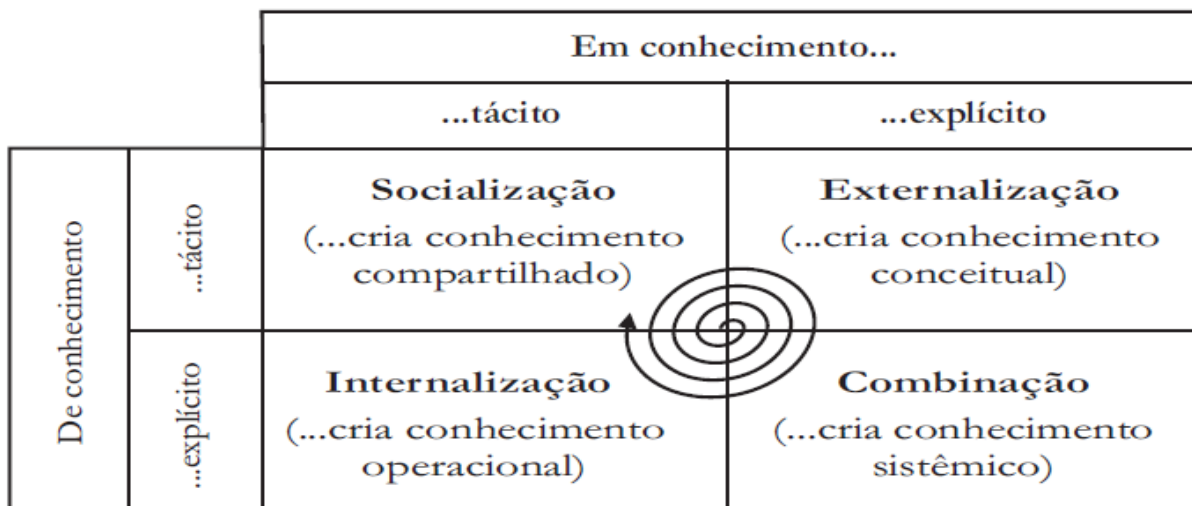 Em conhecimento...
...tácito
...explícito
De conhecimento
...tácito
Socialização
(...cria conhecimento
compartilhado)
Externalização
(...cria conhecimento
conceitual)
...explícito
Internalização
(...cria conhecimento
operacional)
Combinação
(...cria conhecimento
sistêmico)